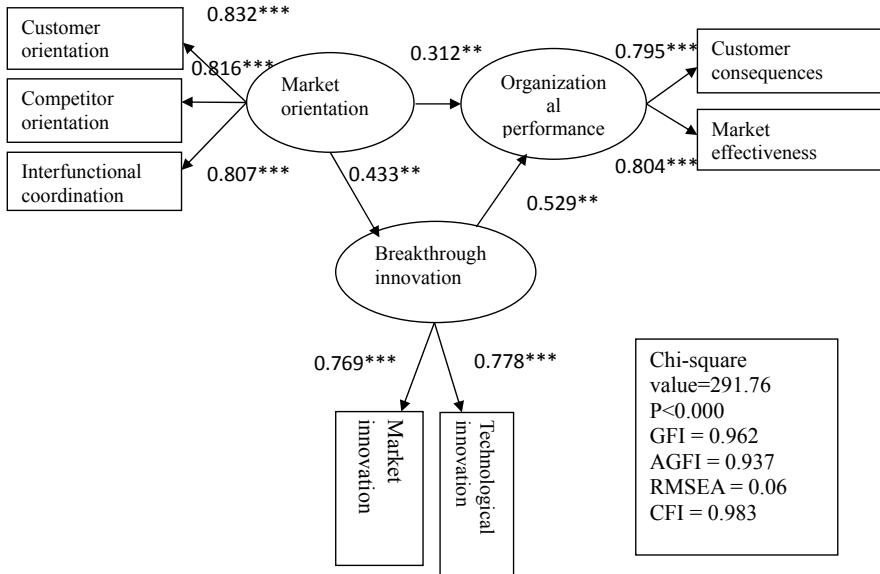 0.832***
Customer
orientation
0.816***
Competitor
orientation
Interfunctional
coordination
0.807***
Market
orientation
0.312**
Organization
al
performance
0.795***
Customer
consequences
Market
effectiveness
0.804***
0.433**
0.529**
Breakthrough
innovation
0.769***
0.778***
Market
innovation
Technological
innovation
Chi-square
value=291.76
P<0.000
GFI = 0.962
AGFI = 0.937
RMSEA = 0.06
CFI = 0.983